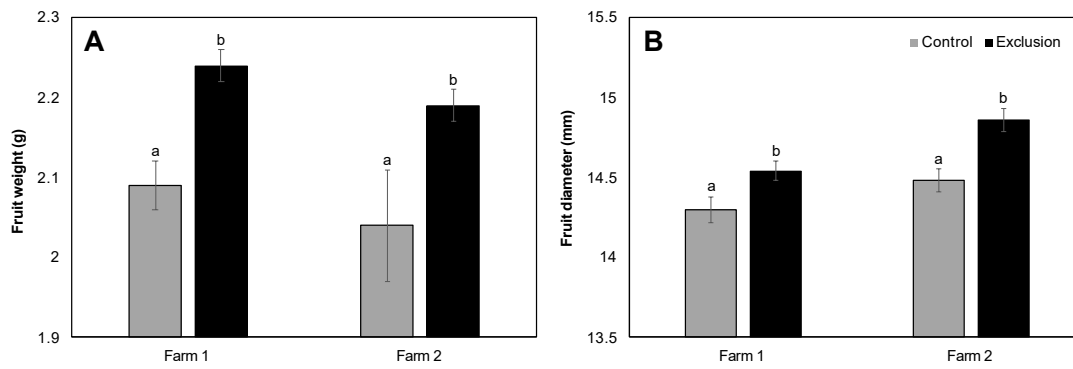 A
Fruit weight (g)
2.3
2.2
2.1
2
1.9
b
a
b
a
Farm 1
Farm 2
B
Control
Exclusion
Fruit diameter (mm)
15.5
15
14.5
14
13.5
a
b
a
b
Farm 1
Farm 2